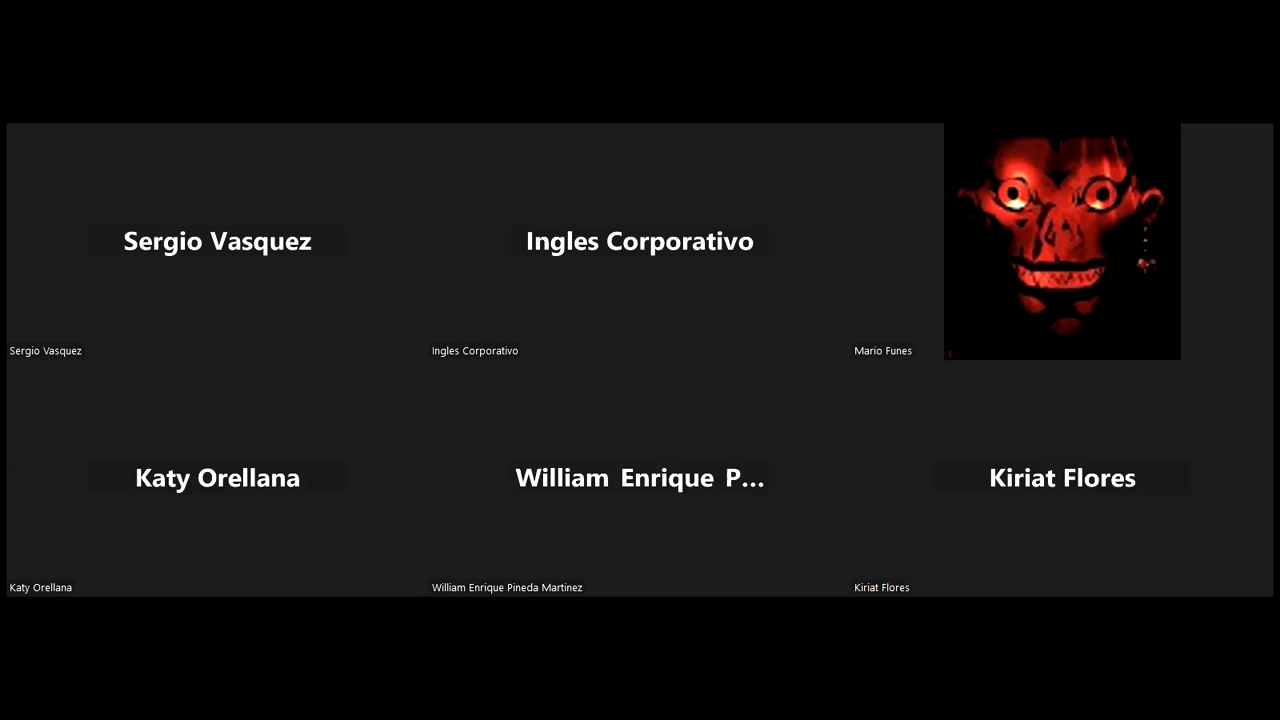 Sergio Vasquez
Ingles Corporativo
Sergio Vasquez
Ingles Corporativo
Mario Funes
Katy Orellana
William Enrique P...
Kiriat Flores
Katy Orellana
William Enrique Pineda Martinez
Kiriat Flores